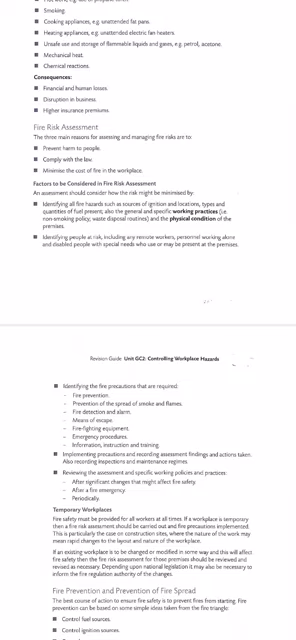 ■ Smoking.
■ Cooking appliances, e.g. unattended fat pans.
■ Heating appliances, e.g. unattended electric fan heaters.
■ Unsafe use and storage of flammable liquids and gases, e.g. petrol, acetone.
■ Mechanical heat.
■ Chemical reactions.
Consequences:
■ Financial and human losses.
■ Disruption in business.
■ Higher insurance premiums.
Fire Risk Assessment
The three main reasons for assessing and managing fire risks are to:
■ Prevent harm to people.
■ Comply with the law.
■ Minimise the cost of fire in the workplace.
Factors to be Considered in Fire Risk Assessment
An assessment should consider how the risk might be minimised by:
■ Identifying all fire hazards such as sources of ignition and locations, types and
quantities of fuel present; also the general and specific working practices (i.e.
non-smoking policy; waste disposal routines) and the physical condition of the
premises.
■ Identifying people at risk, including any remote workers, personnel working alone
and disabled people with special needs who use or may be present at the premises.
Revision Guide Unit GC2: Controlling Workplace Hazards
■ Identifying the fire precautions that are required:
– Fire prevention.
– Prevention of the spread of smoke and flames.
– Fire detection and alarm.
– Means of escape.
– Fire-fighting equipment.
– Emergency procedures.
– Information, instruction and training.
■ Implementing precautions and recording assessment findings and actions taken.
Also recording inspections and maintenance regimes.
■ Reviewing the assessment and specific working policies and practices:
– After significant changes that might affect fire safety.
– After a fire emergency.
– Periodically.
Temporary Workplaces
Fire safety must be provided for all workers at all times. If a workplace is temporary
then a fire risk assessment should be carried out and fire precautions implemented.
This is particularly the case on construction sites, where the nature of the work may
mean rapid changes to the layout and nature of the workplace.
If an existing workplace is to be changed or modified in some way and this will affect
fire safety then the fire risk assessment for those premises should be reviewed and
revised as necessary. Depending upon national legislation it may also be necessary to
inform the fire regulation authority of the changes.
Fire Prevention and Prevention of Fire Spread
The best course of action to ensure fire safety is to prevent fires from starting. Fire
prevention can be based on some simple ideas taken from the fire triangle:
■ Control fuel sources.
■ Control ignition sources.